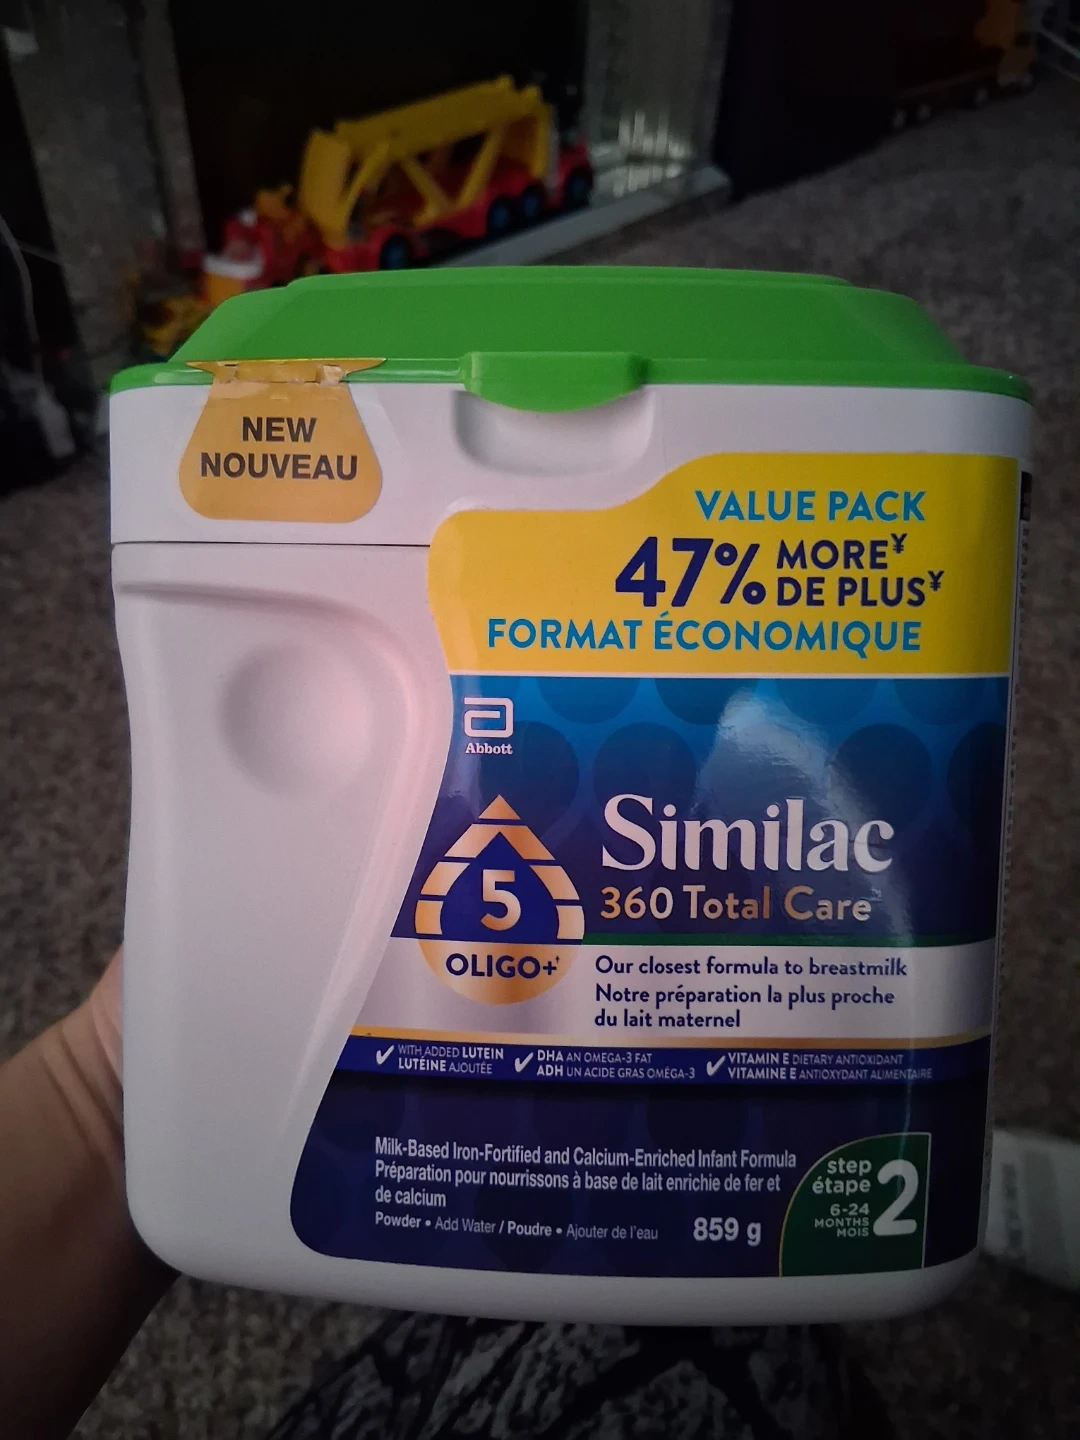 NEW
NOUVEAU
VALUE PACK
47% MORE¥
DE PLUS¥
FORMAT ÉCONOMIQUE
Abbott
5
OLIGO+†
Similac
360 Total Care
Our closest formula to breastmilk
Notre préparation la plus proche
du lait maternel
WITH ADDED LUTEIN
LUTÉINE AJOUTÉE
DHA AN OMEGA-3 FAT
ADH UN ACIDE GRAS OMÉGA-3
VITAMIN E DIETARY ANTIOXIDANT
VITAMINE E ANTIOXYDANT ALIMENTAIRE
Milk-Based Iron-Fortified and Calcium-Enriched Infant Formula
Préparation pour nourrissons à base de lait enrichie de fer et
de calcium
Powder • Add Water / Poudre • Ajouter de l'eau
859 g
step
étape
2
6-24
MONTHS
MOIS